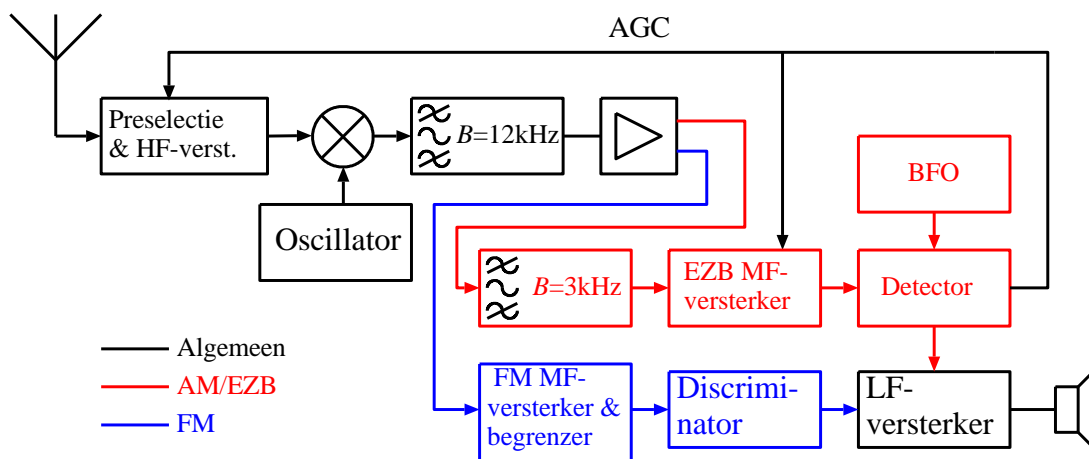 AGC
Preselectie
& HF-verst.
B=12kHz
Oscillator
BFO
B=3kHz
EZB MF-
versterker
Detector
Algemeen
AM/EZB
FM
FM MF-
versterker &
begrenzer
Discrimi-
nator
LF-
versterker